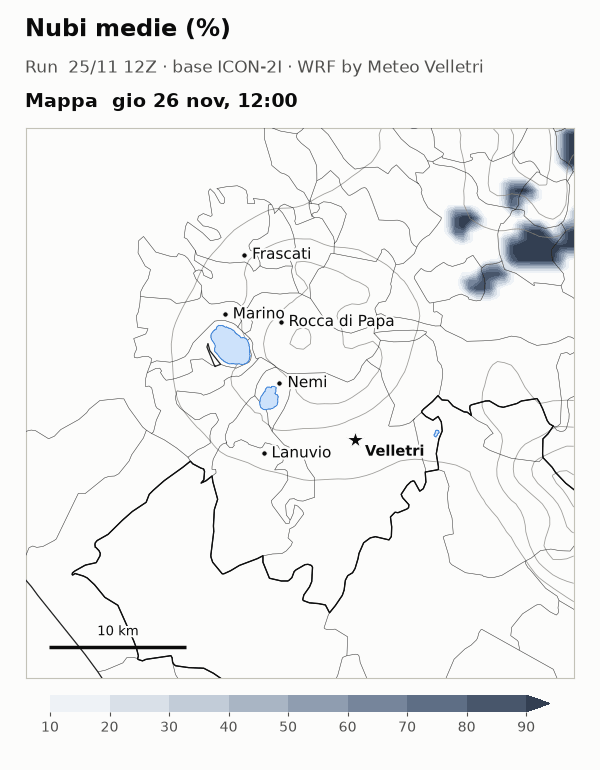 Nubi medie (%)
Run  25/11 12Z · base ICON-2I · WRF by Meteo Velletri
Mappa  gio 26 nov, 12:00
Frascati
Marino
Rocca di Papa
Nemi
Velletri
Lanuvio
10 km
10 20 30 40 50 60 70 80 90